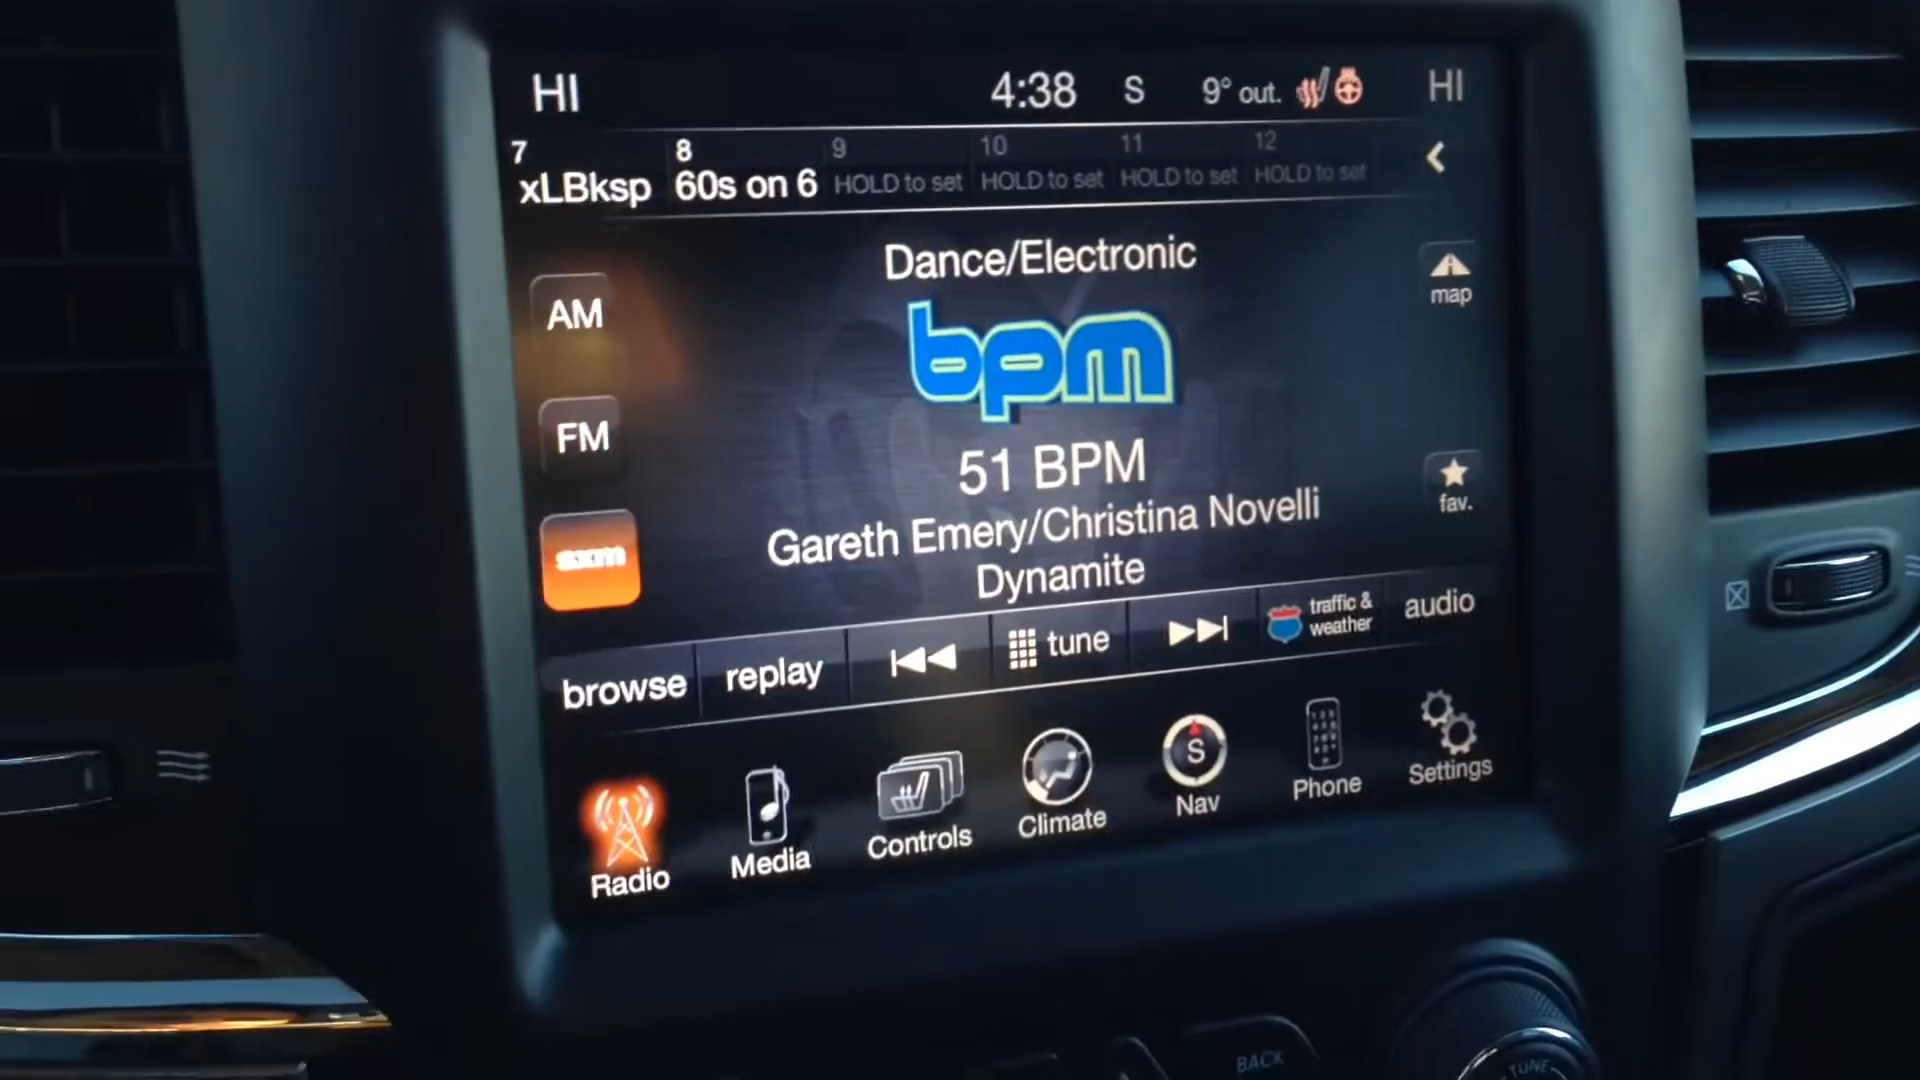 HI 4:38 S 9° out. HI
7 8 9 10 11 12
xLBksp 60s on 6 HOLD to set HOLD to set HOLD to set HOLD to set
Dance/Electronic
AM
bpm
map
FM
51 BPM
fav.
Gareth Emery/Christina Novelli
sxm
Dynamite
browse replay tune traffic & weather audio
S
Radio Media Controls Climate Nav Phone Settings
BACK
TUNE